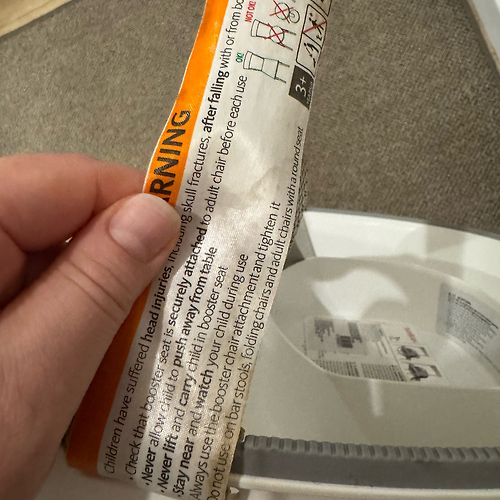 WARNING
Children have suffered head injuries including skull fractures, after falling with or from
• Check that booster seat is securely attached to adult chair before each use
• Never allow child to push away from table
• Never lift and carry child in booster seat
Stay near and watch your child during use
Always use the booster chair attachment and tighten it
Do not use on bar stools, folding chairs and adult chairs with a round seat
OK!
NOT OK!
3+